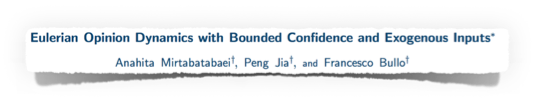 Eulerian Opinion Dynamics with Bounded Confidence and Exogenous Inputs*
Anahita Mirtabatabaei†, Peng Jia†, and Francesco Bullo†